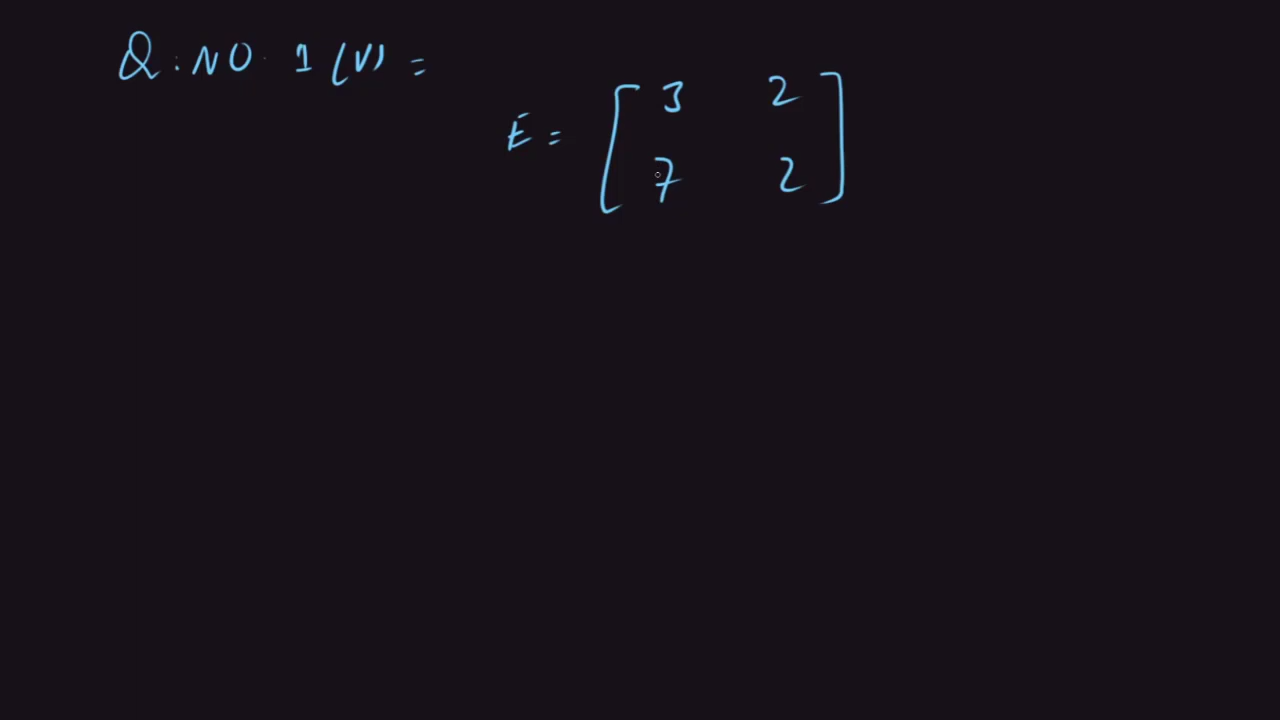 Q: NO. 1 (V) =
E = [ 3 2
7 2 ]